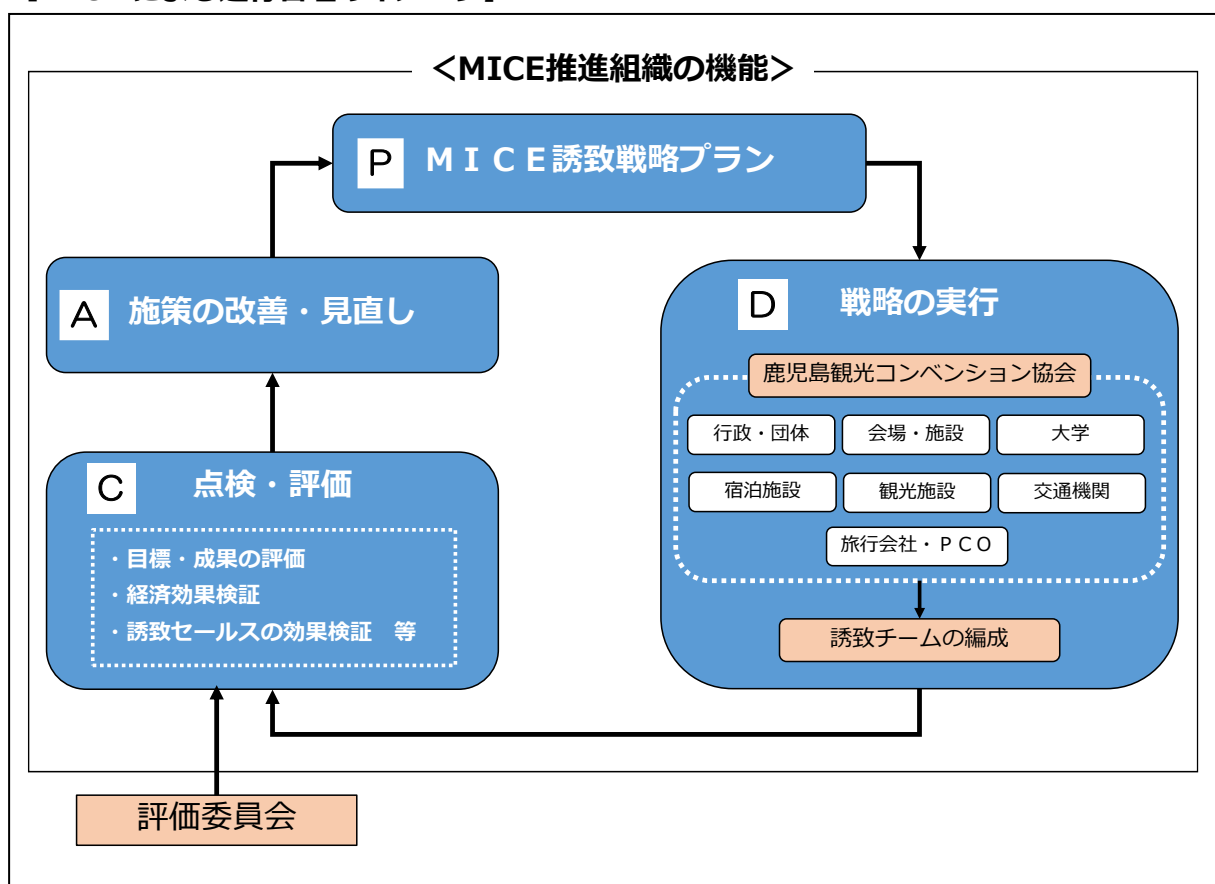 ＜MICE推進組織の機能＞
P ＭＩＣＥ誘致戦略プラン
A 施策の改善・見直し
D 戦略の実行
鹿児島観光コンベンション協会
行政・団体 会場・施設 大学
宿泊施設 観光施設 交通機関
旅行会社・ＰＣＯ
誘致チームの編成
C 点検・評価
・目標・成果の評価
・経済効果検証
・誘致セールスの効果検証　等
評価委員会